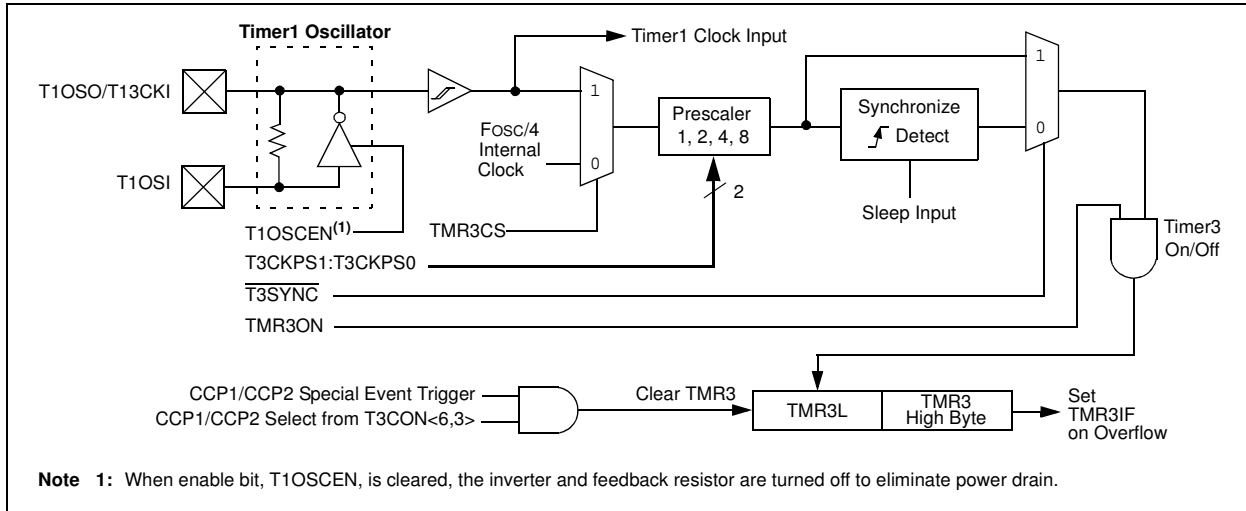 Timer1 Oscillator
Timer1 Clock Input
T1OSO/T13CKI
1
1
Prescaler
1, 2, 4, 8
Synchronize
Detect
FOSC/4
Internal
Clock
0
0
T1OSI
2
Sleep Input
T1OSCEN(1)
TMR3CS
Timer3
On/Off
T3CKPS1:T3CKPS0
T3SYNC
TMR3ON
CCP1/CCP2 Special Event Trigger
CCP1/CCP2 Select from T3CON<6,3>
Clear TMR3
TMR3L
TMR3
High Byte
Set
TMR3IF
on Overflow
Note 1: When enable bit, T1OSCEN, is cleared, the inverter and feedback resistor are turned off to eliminate power drain.